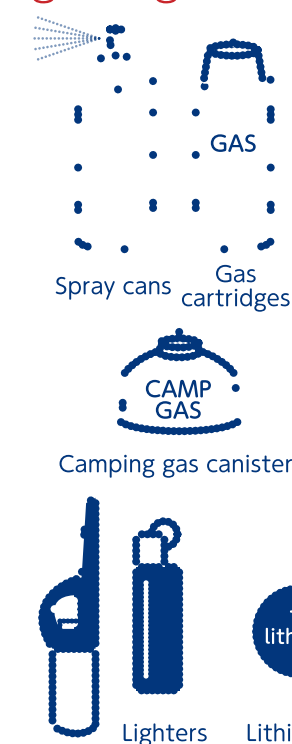 GAS
Spray cans
Gas
cartridges
CAMP
GAS
Camping gas canister
Lighters